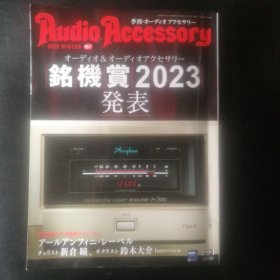 季刊・オーディオアクセサリー
Audio Accessory
2022 WINTER 187
オーディオ&オーディオアクセサリー
銘機賞2023
発表
Accuphase
アールアンフィニ・レーベル
チェリスト 新倉 瞳、ギタリスト 鈴木大介 Interview